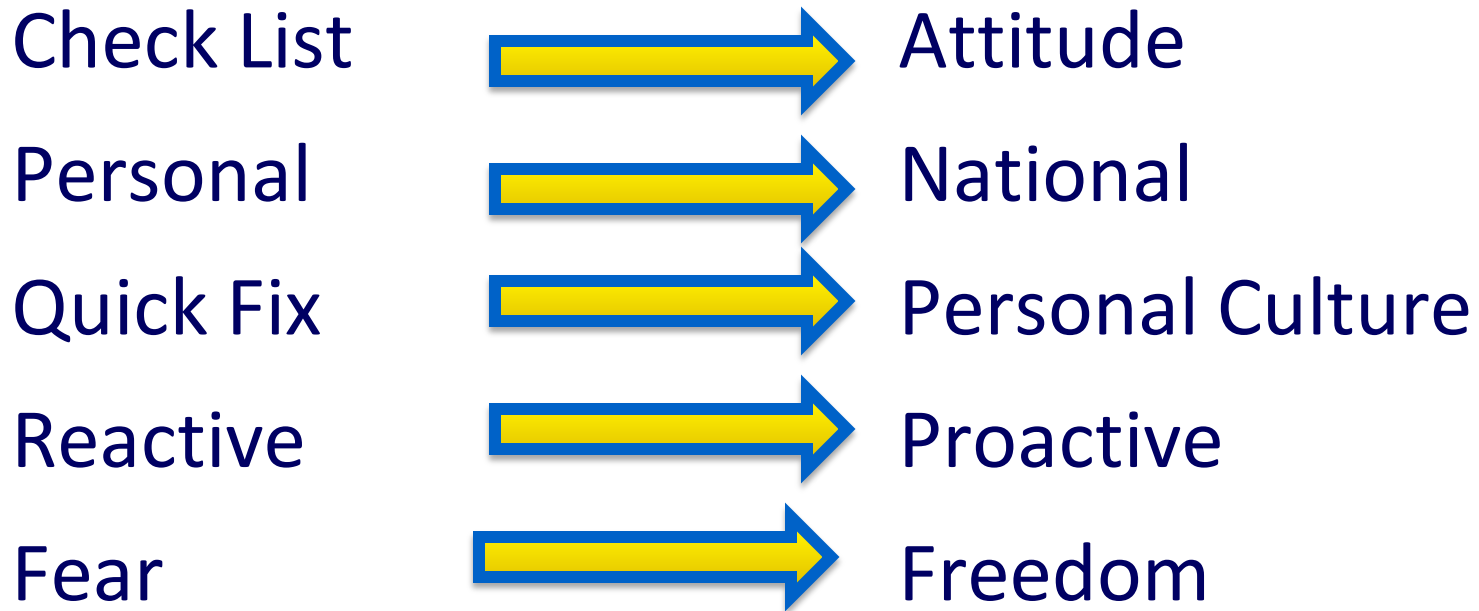 Check List Attitude
Personal National
Quick Fix Personal Culture
Reactive Proactive
Fear Freedom